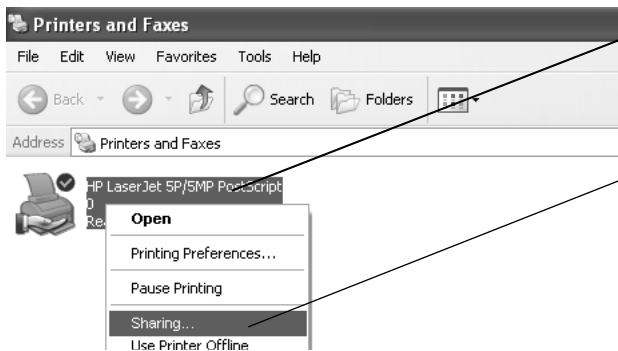 Printers and Faxes
File Edit View Favorites Tools Help
Back Search Folders
Address Printers and Faxes
HP LaserJet 5P/5MP PostScript
0
Open
Printing Preferences...
Pause Printing
Sharing...
Use Printer Offline